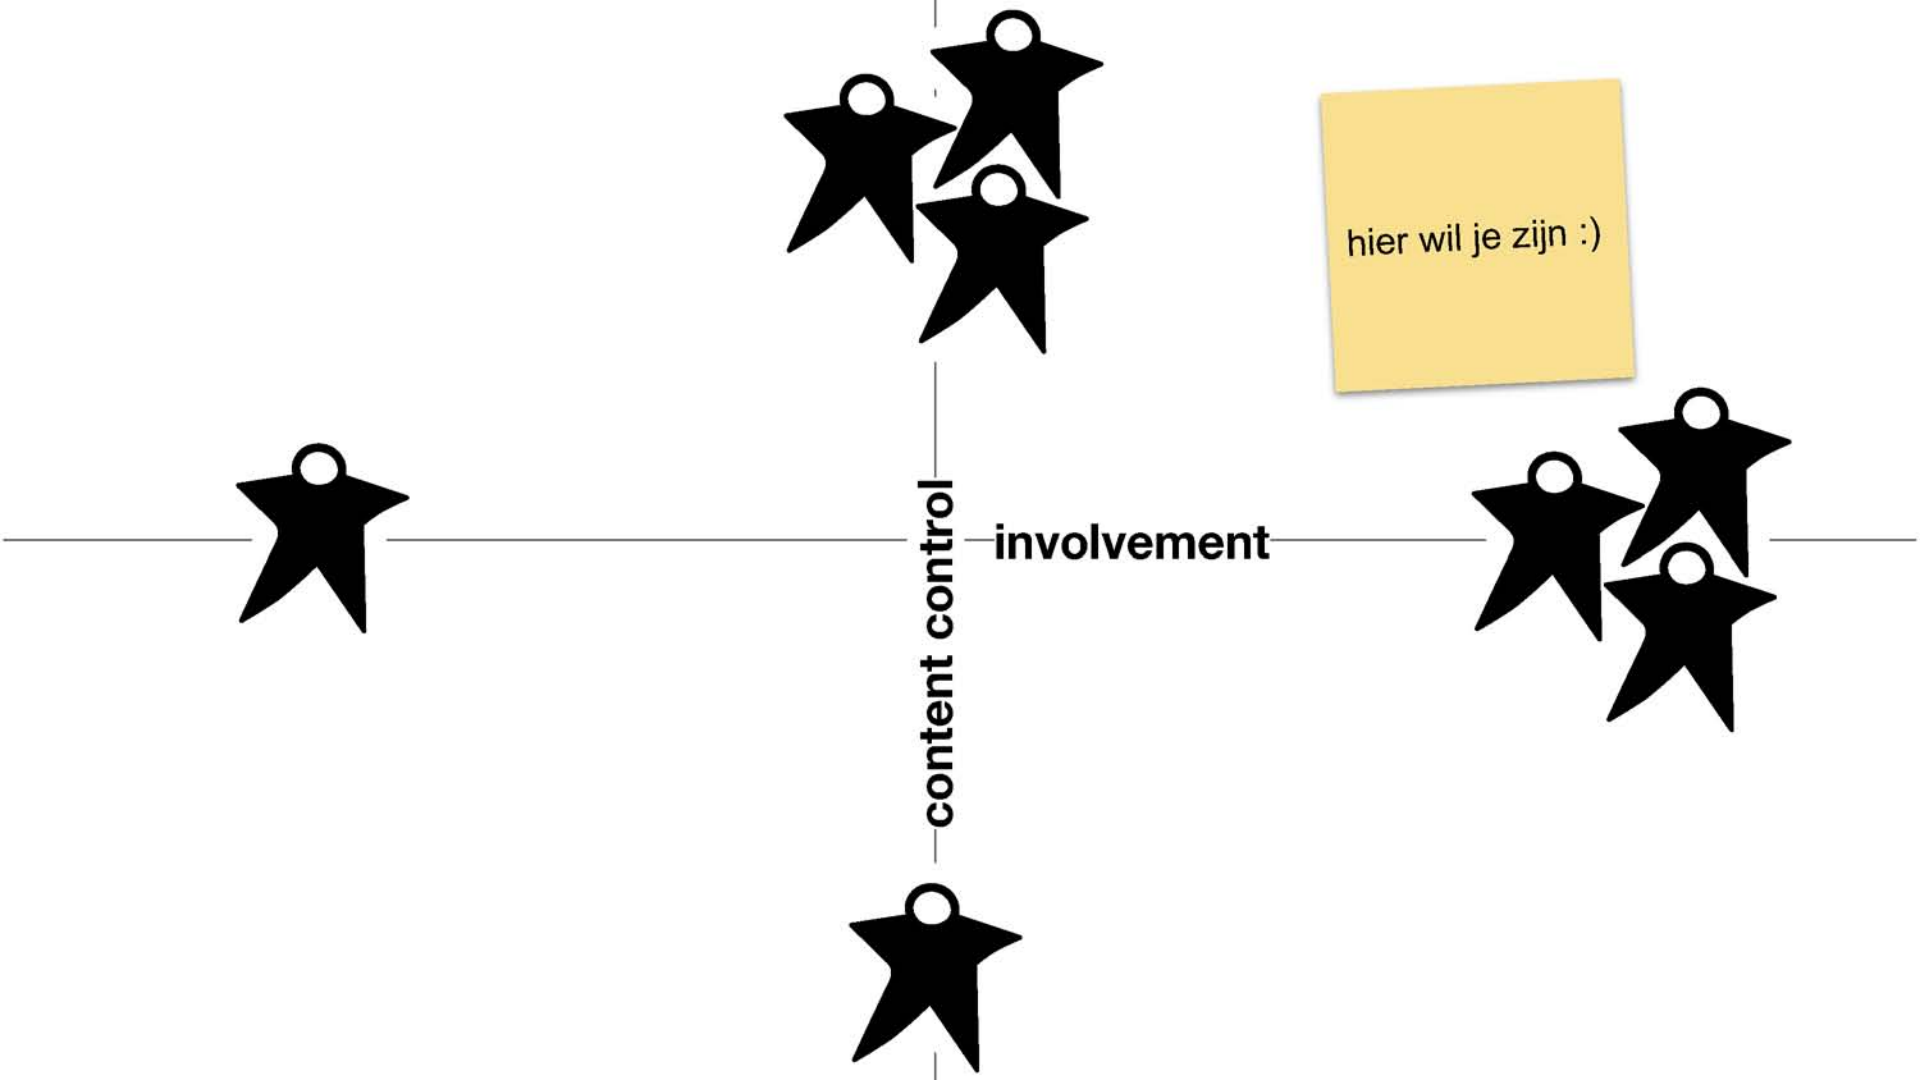 hier wil je zijn :)
content control
involvement